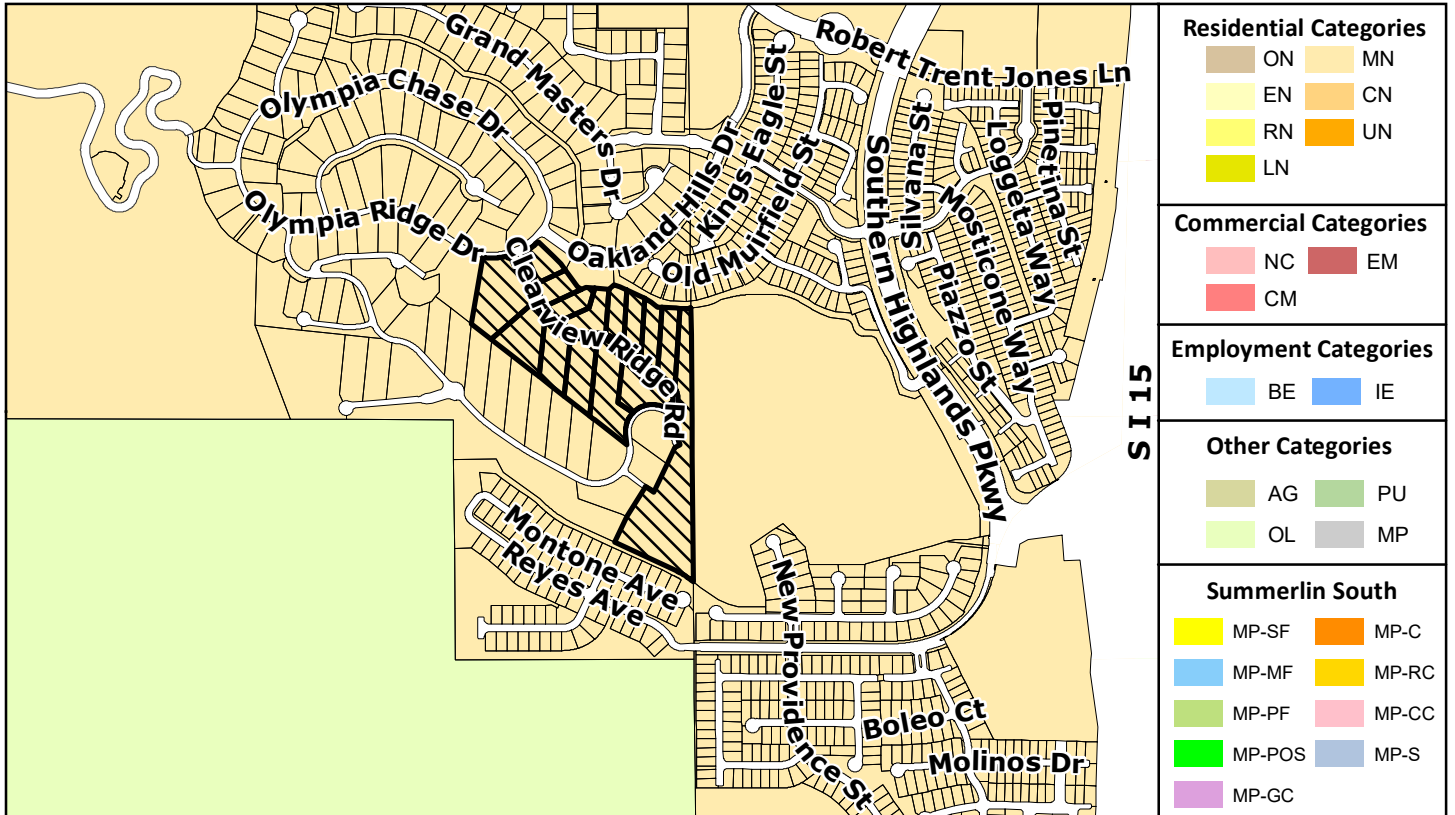 Grand Masters Dr
Olympia Chase Dr
Olympia Ridge Dr
Clearview Ridge Rd
Oakland Hills Dr
Kings Eagle St
Old Muirfield St
Robert Trent Jones Ln
Southern Highlands Pkwy
Silvana St
Loggeta Way
Pinetina St
Mosticone Way
Piazzo St
S I 15
Montone Ave
Reyes Ave
New Providence St
Boleo Ct
Molinos Dr
Residential Categories
ON MN
EN CN
RN UN
LN
Commercial Categories
NC EM
CM
Employment Categories
BE IE
Other Categories
AG PU
OL MP
Summerlin South
MP-SF MP-C
MP-MF MP-RC
MP-PF MP-CC
MP-POS MP-S
MP-GC